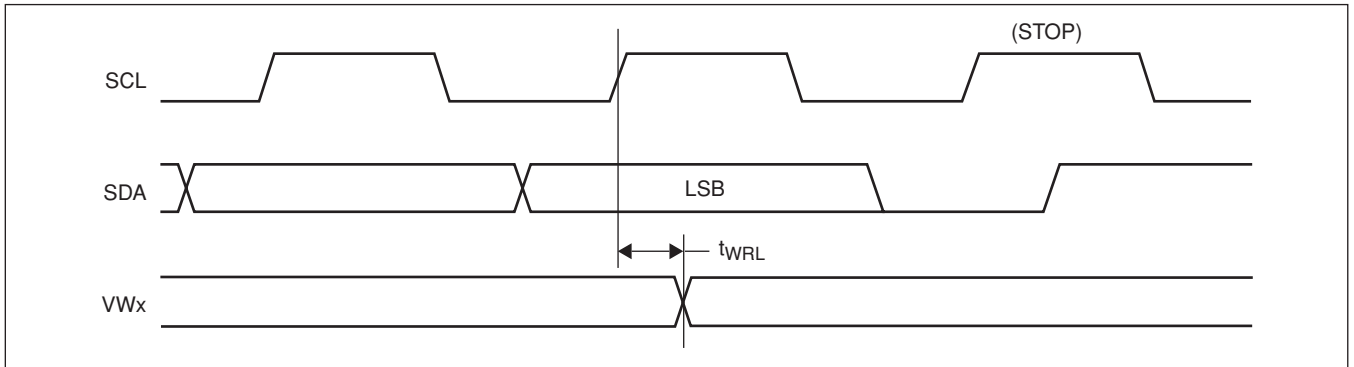 (STOP)
SCL
SDA
LSB
tWRL
VWx